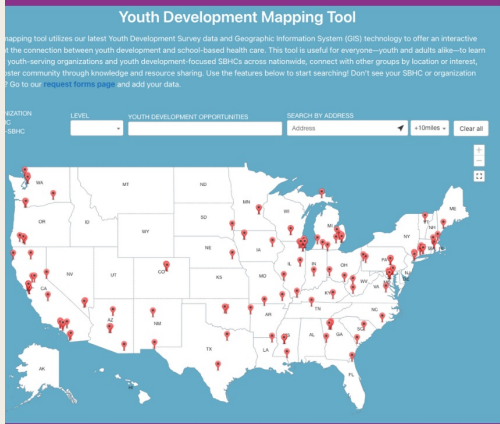 Youth Development Mapping Tool
mapping tool utilizes our latest Youth Development Survey data and Geographic Information System (GIS) technology to offer an interactive
at the connection between youth development and school-based health care. This tool is useful for everyone—youth and adults alike—to learn
youth-serving organizations and youth development-focused SBHCs across nationwide, connect with other groups by location or interest,
oster community through knowledge and resource sharing. Use the features below to start searching! Don't see your SBHC or organization
? Go to our request forms page and add your data.
NIZATION
C
-SBHC
LEVEL
YOUTH DEVELOPMENT OPPORTUNITIES
SEARCH BY ADDRESS
Address
+10miles
Clear all
+
−
WA
MT
ND
MN
WI
MI
ME
VT
NH
NY
MA
OR
ID
WY
SD
IA
NE
IL
IN
OH
PA
NJ
NV
UT
CO
KS
MO
KY
WV
VA
MD
DE
CA
AZ
NM
OK
AR
TN
NC
SC
TX
LA
MS
AL
GA
FL
AK
HI